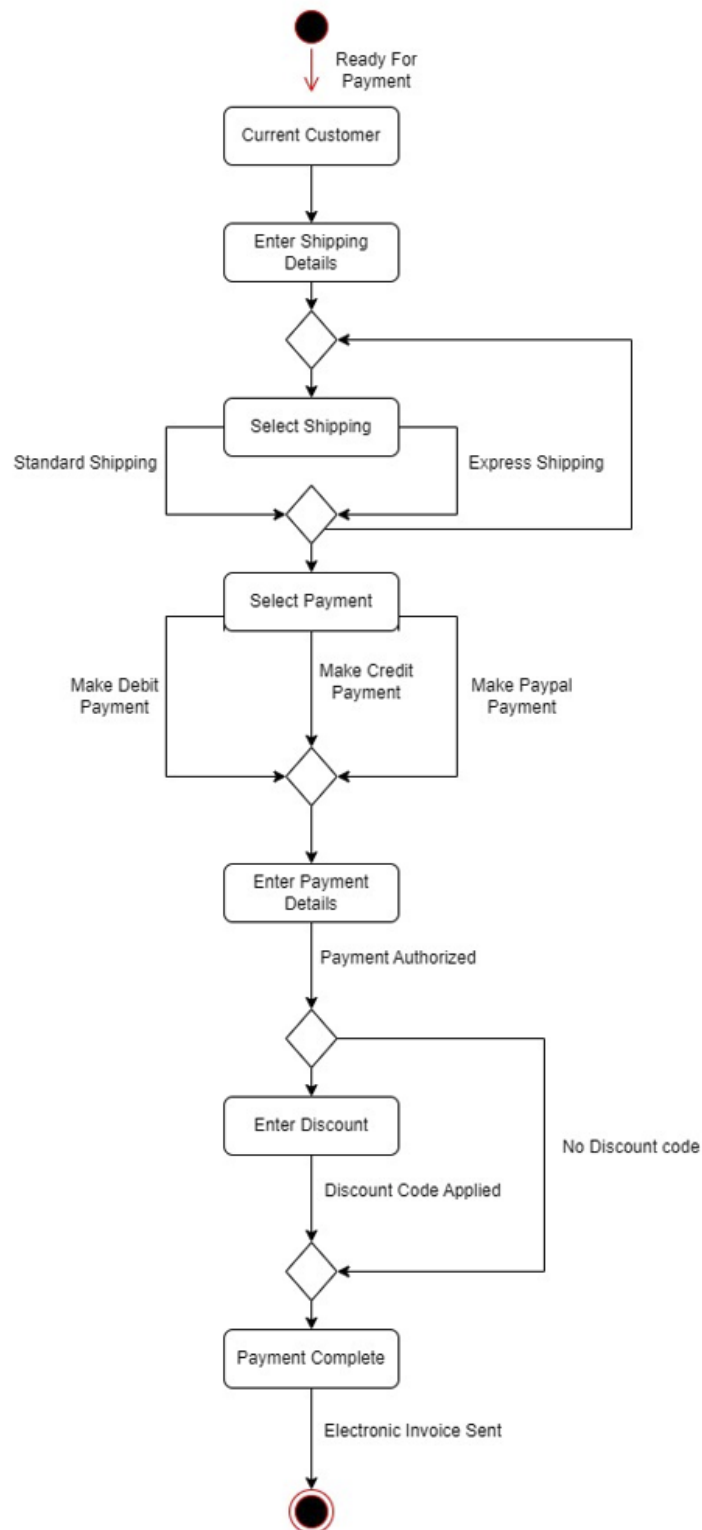 Ready For
Payment
Current Customer
Enter Shipping
Details
Select Shipping
Standard Shipping
Express Shipping
Select Payment
Make Debit
Payment
Make Credit
Payment
Make Paypal
Payment
Enter Payment
Details
Payment Authorized
Enter Discount
No Discount code
Discount Code Applied
Payment Complete
Electronic Invoice Sent